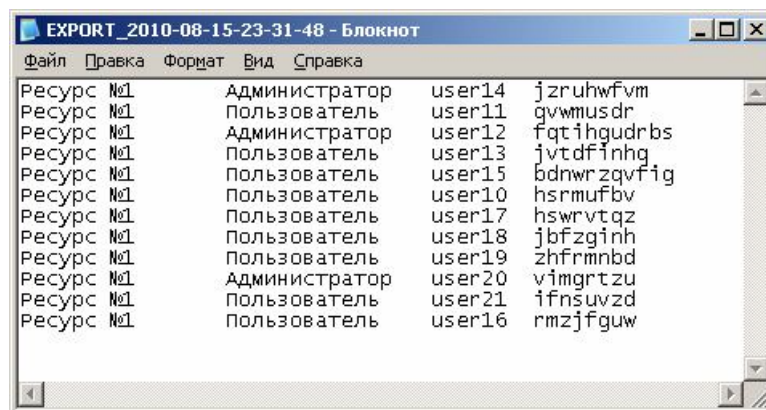 EXPORT_2010-08-15-23-31-48 - Блокнот
Файл Правка Формат Вид Справка
Ресурс №1 Администратор user14 jzruhwfvm
Ресурс №1 Пользователь user11 qvwmusdr
Ресурс №1 Администратор user12 fqtihgudrbs
Ресурс №1 Пользователь user13 jvtdfinhq
Ресурс №1 Пользователь user15 bdnwrzqvfig
Ресурс №1 Пользователь user10 hsrmufbv
Ресурс №1 Пользователь user17 hswrvtqz
Ресурс №1 Пользователь user18 jbfzginh
Ресурс №1 Пользователь user19 zhfrmnbd
Ресурс №1 Администратор user20 vimgrtzu
Ресурс №1 Пользователь user21 ifnsuvzd
Ресурс №1 Пользователь user16 rmzjfguw